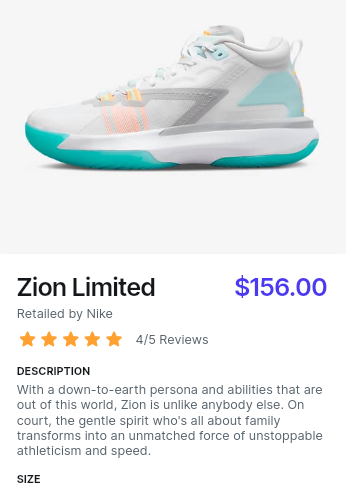 Zion Limited $156.00
Retailed by Nike
4/5 Reviews
DESCRIPTION
With a down-to-earth persona and abilities that are
out of this world, Zion is unlike anybody else. On
court, the gentle spirit who's all about family
transforms into an unmatched force of unstoppable
athleticism and speed.
SIZE